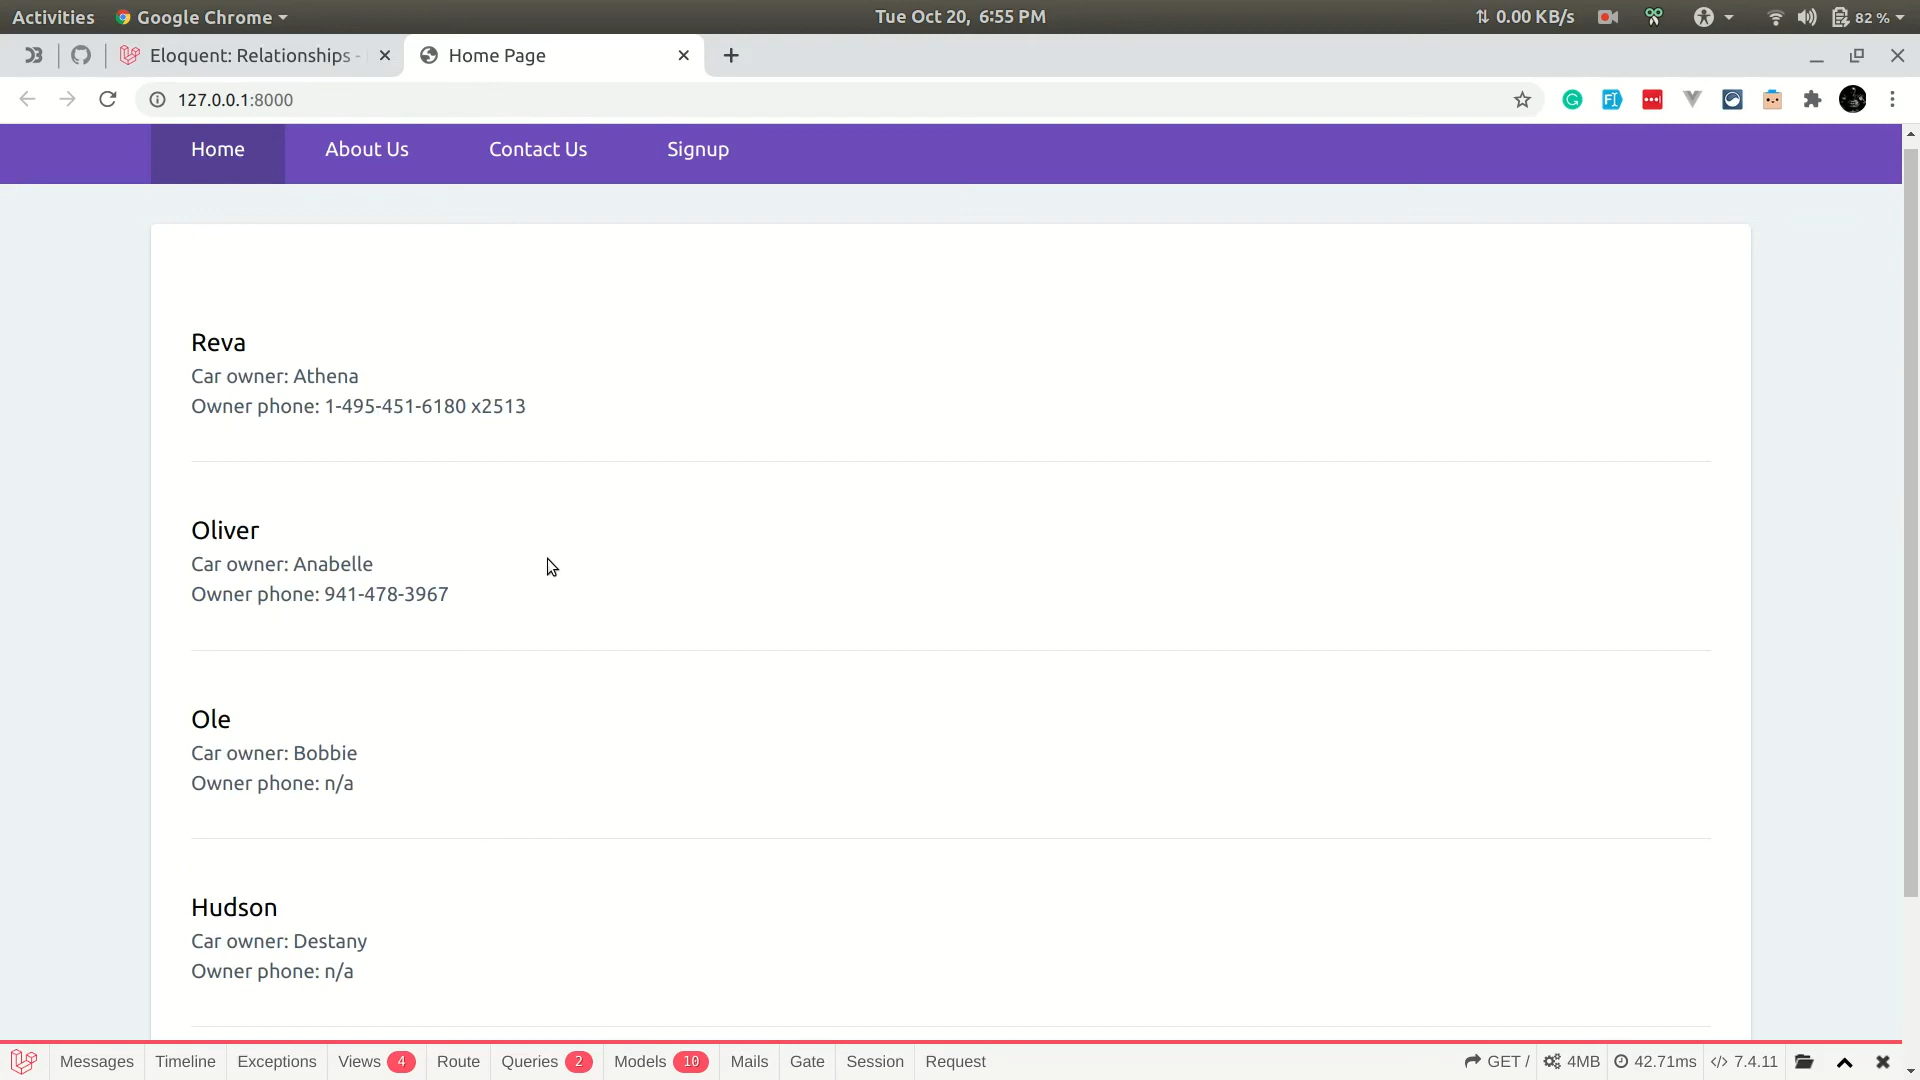 Activities Google Chrome Tue Oct 20, 6:55 PM 0.00 KB/s 82 %
Eloquent: Relationships - Home Page
127.0.0.1:8000
Home About Us Contact Us Signup
Reva
Car owner: Athena
Owner phone: 1-495-451-6180 x2513
Oliver
Car owner: Anabelle
Owner phone: 941-478-3967
Ole
Car owner: Bobbie
Owner phone: n/a
Hudson
Car owner: Destany
Owner phone: n/a
Messages Timeline Exceptions Views 4 Route Queries 2 Models 10 Mails Gate Session Request GET / 4MB 42.71ms </> 7.4.11